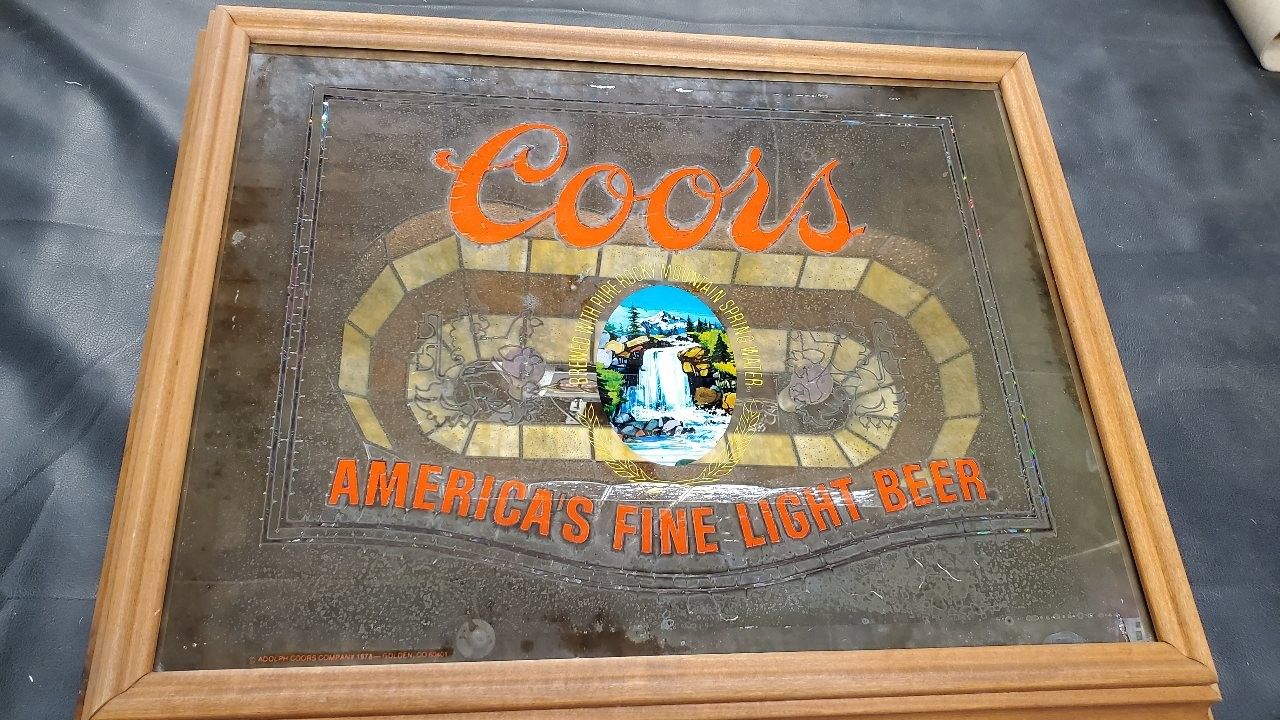 Coors
BREWED WITH PURE ROCKY MOUNTAIN SPRING WATER
AMERICA'S FINE LIGHT BEER
© ADOLPH COORS COMPANY 1978 — GOLDEN, CO 80401